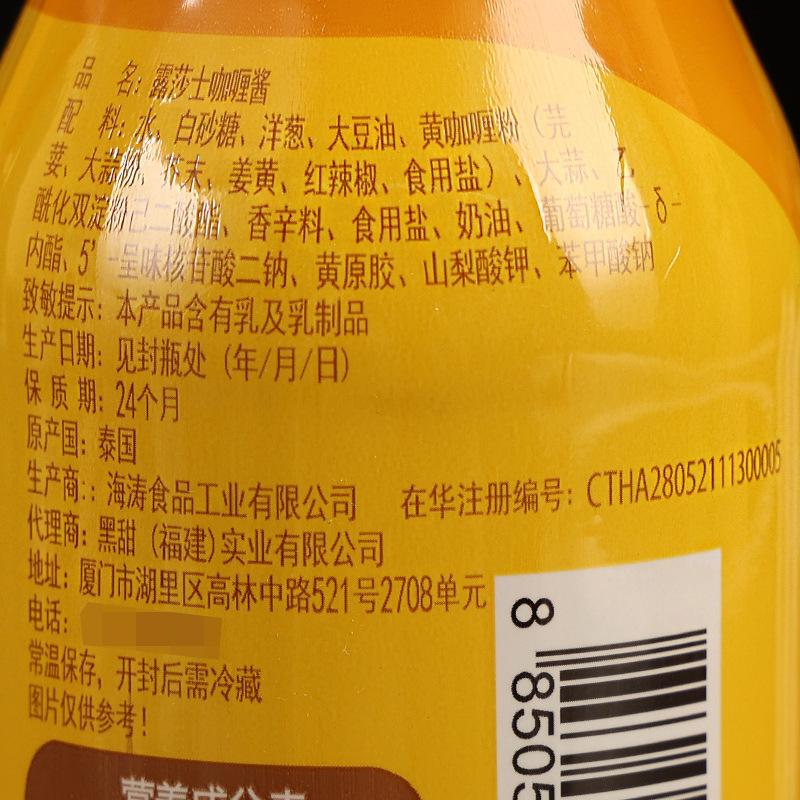 品 名：露莎士咖喱酱
配 料：水、白砂糖、洋葱、大豆油、黄咖喱粉（芫
荽、大蒜粉、芥末、姜黄、红辣椒、食用盐）、大蒜、乙
酰化双淀粉己二酸酯、香辛料、食用盐、奶油、葡萄糖酸-δ-
内酯、5'-呈味核苷酸二钠、黄原胶、山梨酸钾、苯甲酸钠
致敏提示：本产品含有乳及乳制品
生产日期：见封瓶处（年/月/日）
保 质 期：24个月
原产国：泰国
生产商：：海涛食品工业有限公司 在华注册编号：CTHA28052111300005
代理商：黑甜（福建）实业有限公司
地址：厦门市湖里区高林中路521号2708单元
电话：
常温保存，开封后需冷藏
图片仅供参考！
营养成分表
8 8505